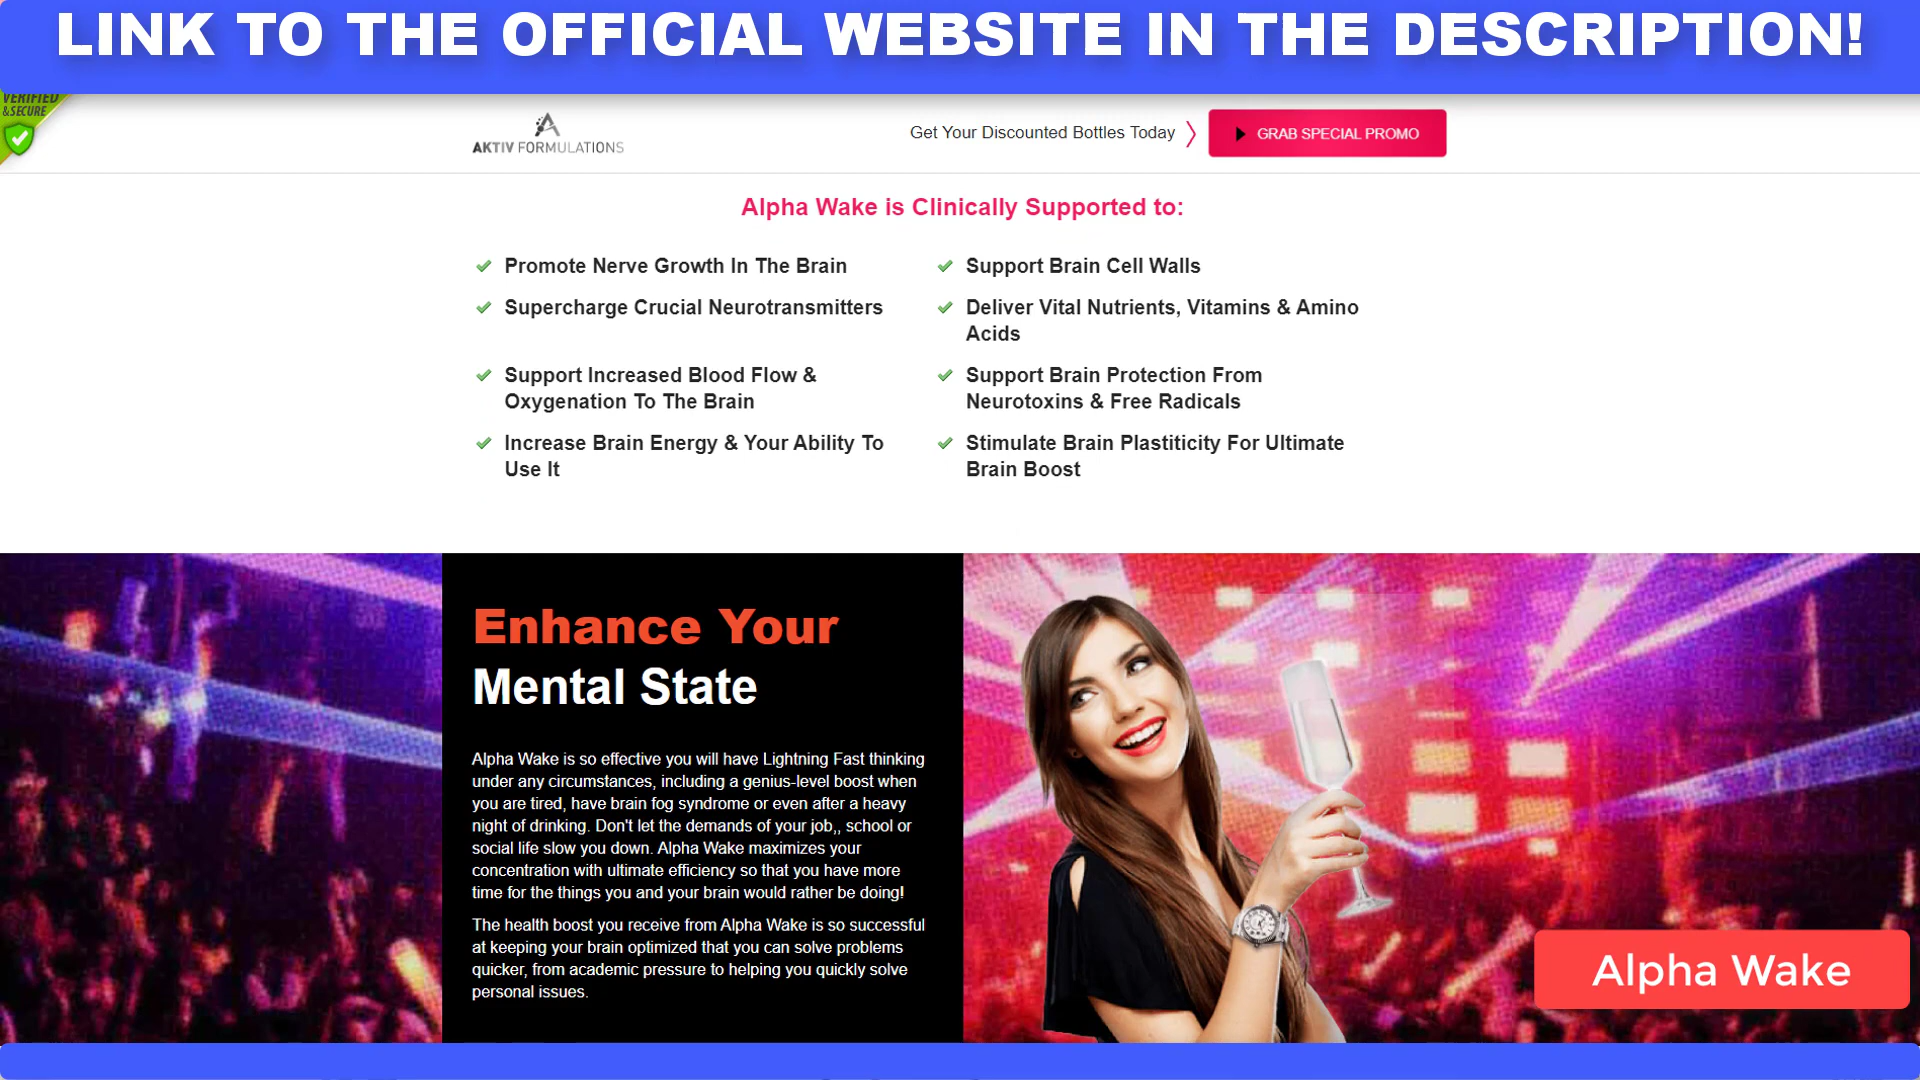 LINK TO THE OFFICIAL WEBSITE IN THE DESCRIPTION!
VERIFIED
&SECURE
AKTIV FORMULATIONS
Get Your Discounted Bottles Today
GRAB SPECIAL PROMO
Alpha Wake is Clinically Supported to:
Promote Nerve Growth In The Brain
Support Brain Cell Walls
Supercharge Crucial Neurotransmitters
Deliver Vital Nutrients, Vitamins & Amino
Acids
Support Increased Blood Flow &
Oxygenation To The Brain
Support Brain Protection From
Neurotoxins & Free Radicals
Increase Brain Energy & Your Ability To
Use It
Stimulate Brain Plastiticity For Ultimate
Brain Boost
Enhance Your
Mental State
Alpha Wake is so effective you will have Lightning Fast thinking
under any circumstances, including a genius-level boost when
you are tired, have brain fog syndrome or even after a heavy
night of drinking. Don't let the demands of your job,, school or
social life slow you down. Alpha Wake maximizes your
concentration with ultimate efficiency so that you have more
time for the things you and your brain would rather be doing!
The health boost you receive from Alpha Wake is so successful
at keeping your brain optimized that you can solve problems
quicker, from academic pressure to helping you quickly solve
personal issues.
Alpha Wake